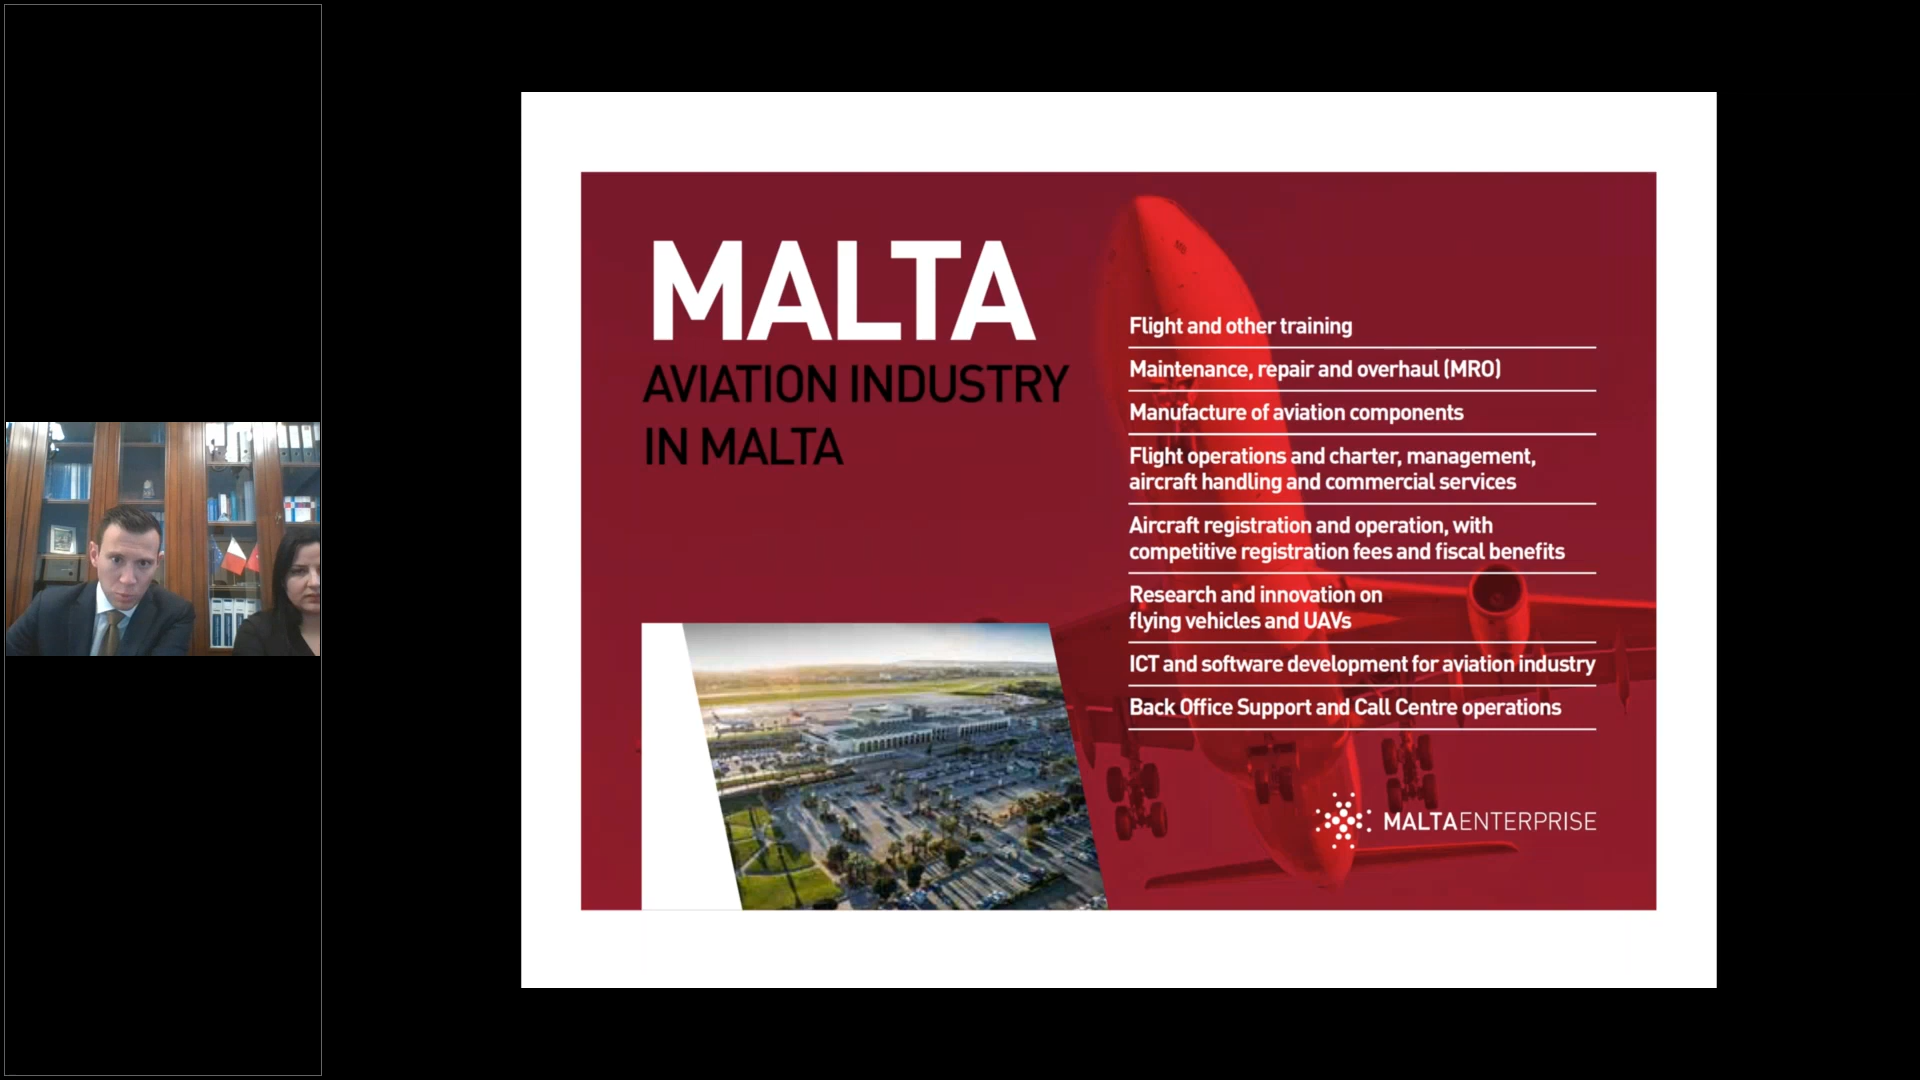 MALTA
AVIATION INDUSTRY
IN MALTA
Flight and other training
Maintenance, repair and overhaul (MRO)
Manufacture of aviation components
Flight operations and charter, management,
aircraft handling and commercial services
Aircraft registration and operation, with
competitive registration fees and fiscal benefits
Research and innovation on
flying vehicles and UAVs
ICT and software development for aviation industry
Back Office Support and Call Centre operations
MALTAENTERPRISE